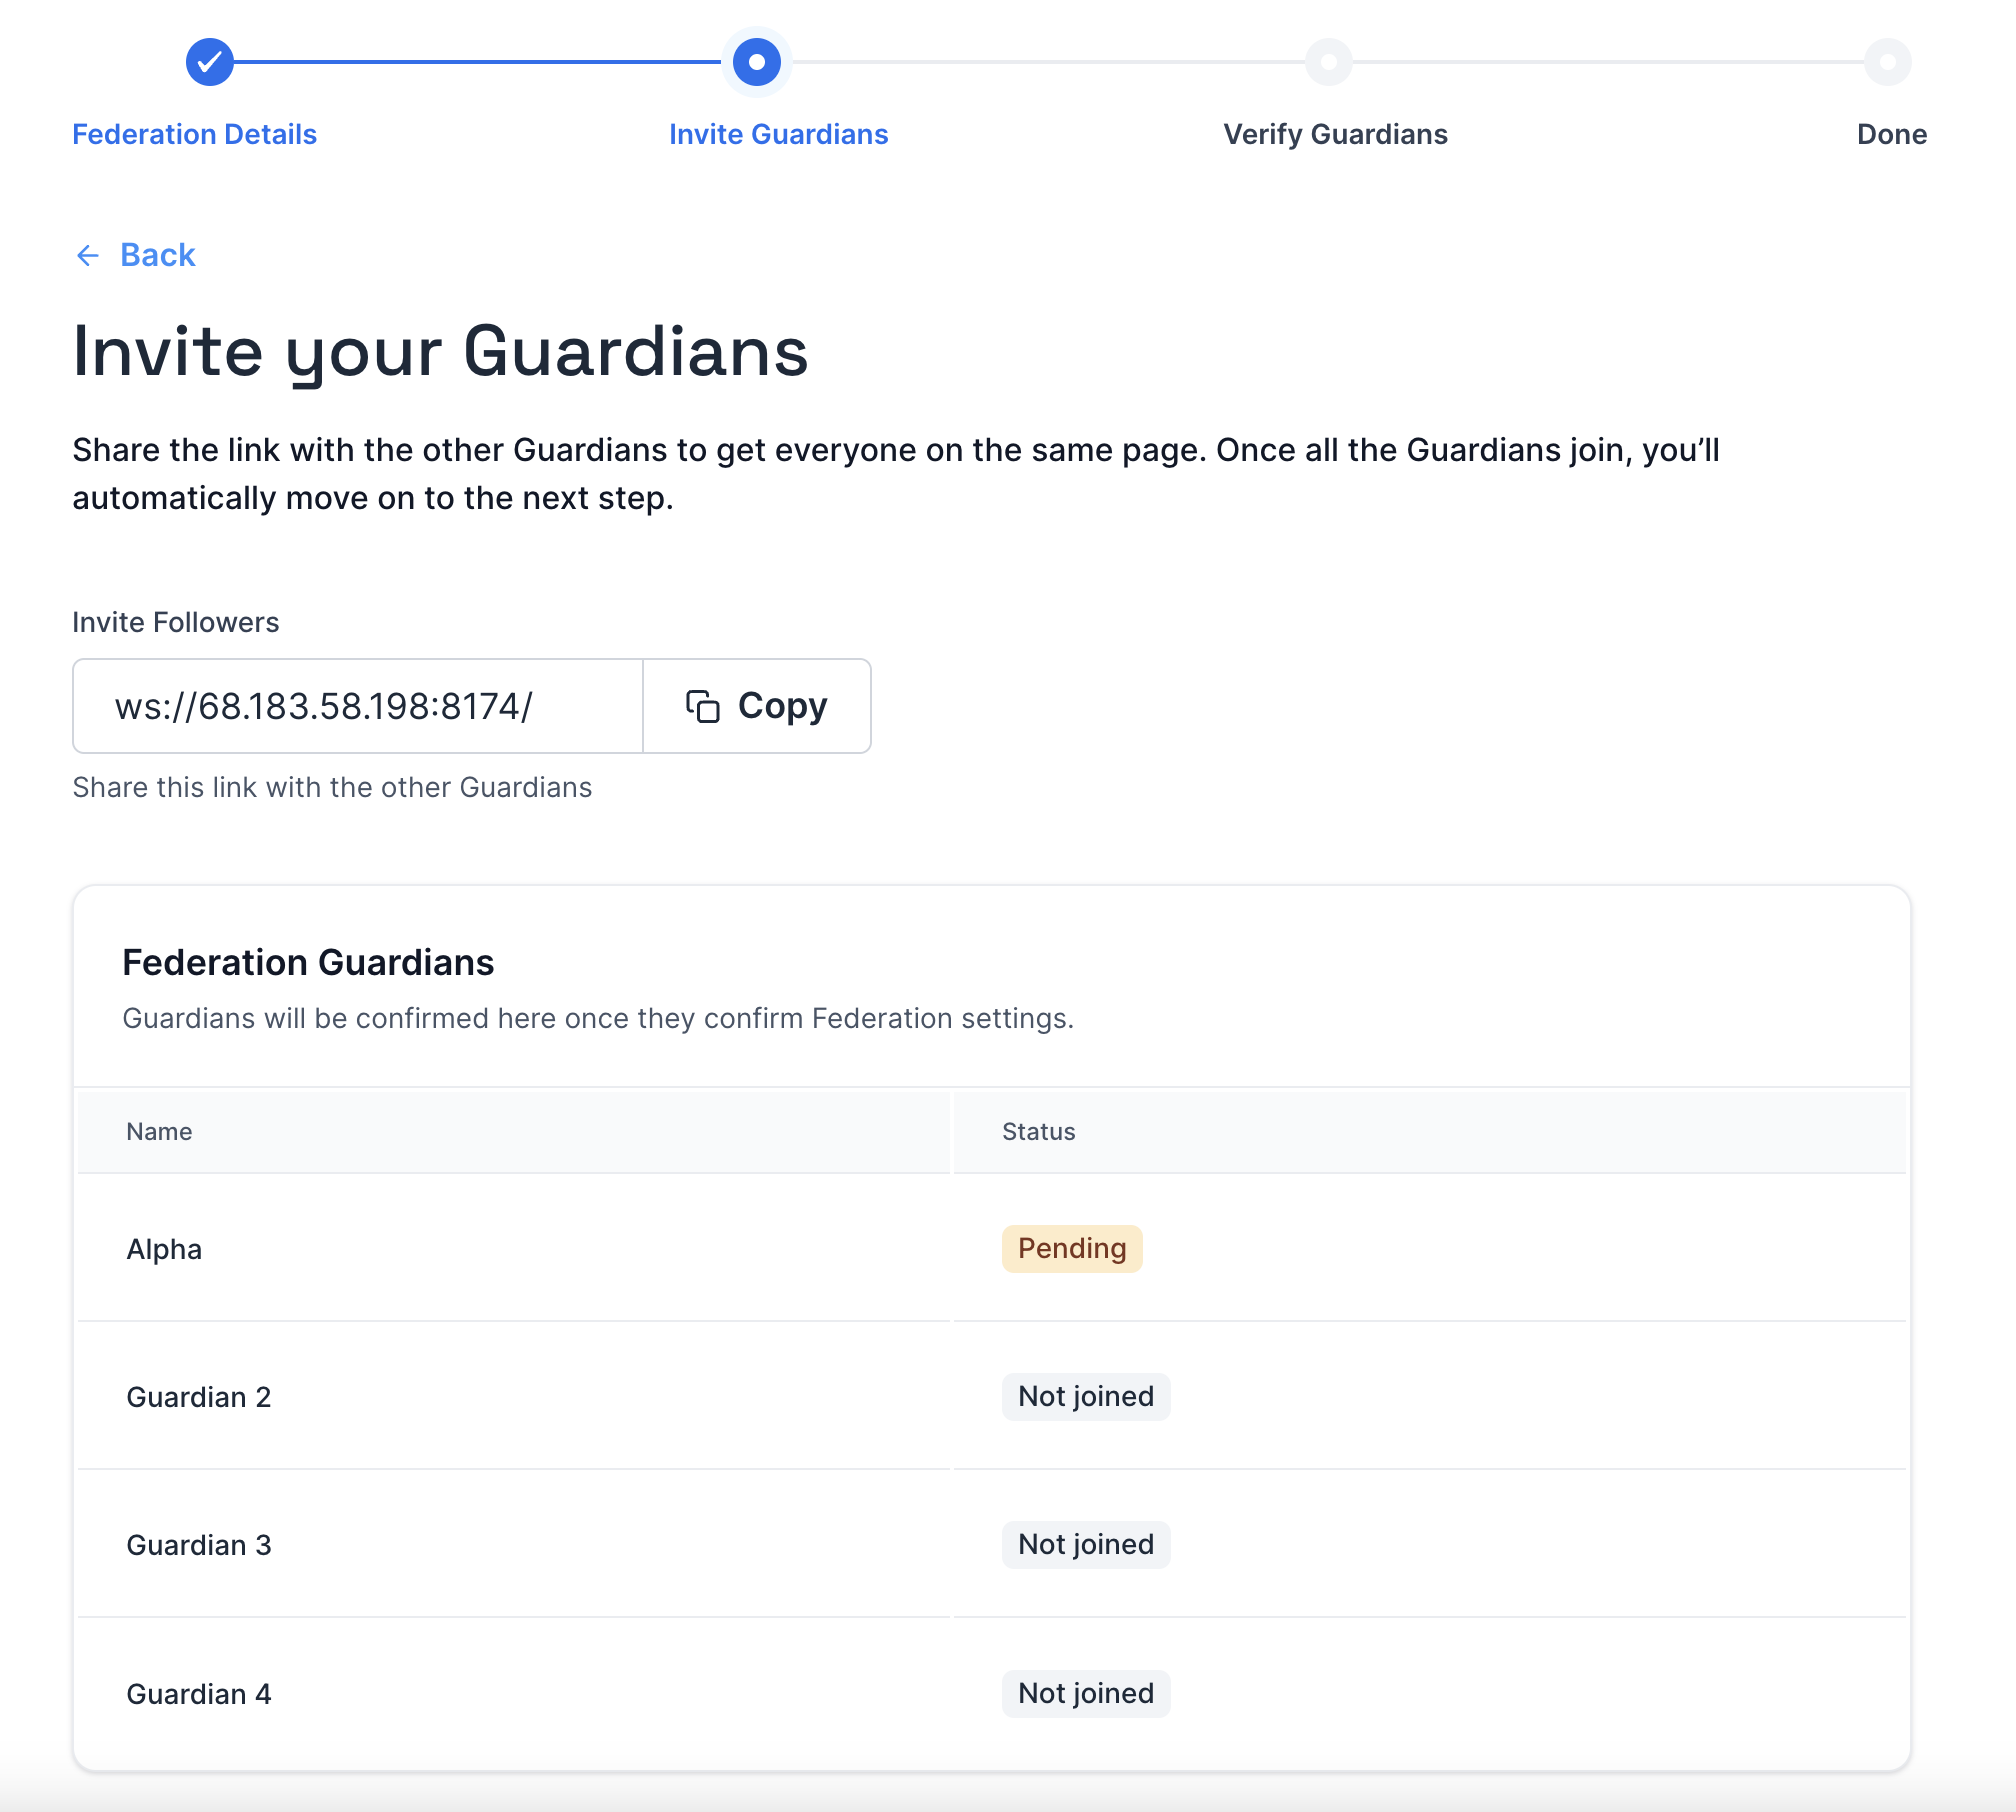 Federation Details
Invite Guardians
Verify Guardians
Done
Back
Invite your Guardians
Share the link with the other Guardians to get everyone on the same page. Once all the Guardians join, you’ll
automatically move on to the next step.
Invite Followers
ws://68.183.58.198:8174/
Copy
Share this link with the other Guardians
Federation Guardians
Guardians will be confirmed here once they confirm Federation settings.
Name
Status
Alpha
Pending
Guardian 2
Not joined
Guardian 3
Not joined
Guardian 4
Not joined